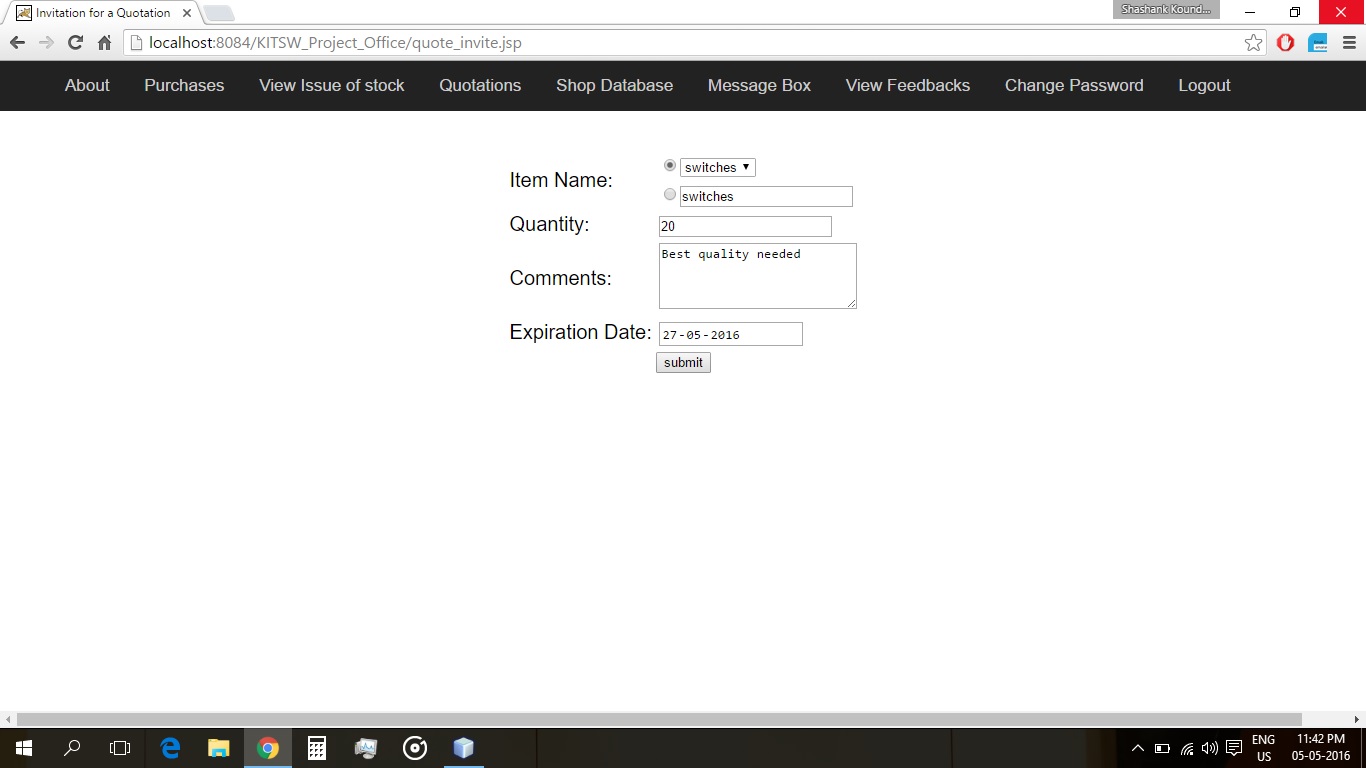 Invitation for a Quotation
Shashank Kound...
localhost:8084/KITSW_Project_Office/quote_invite.jsp
About Purchases View Issue of stock Quotations Shop Database Message Box View Feedbacks Change Password Logout
Item Name:
switches
switches
Quantity:
20
Comments:
Best quality needed
Expiration Date:
27-05-2016
submit
ENG
US
11:42 PM
05-05-2016